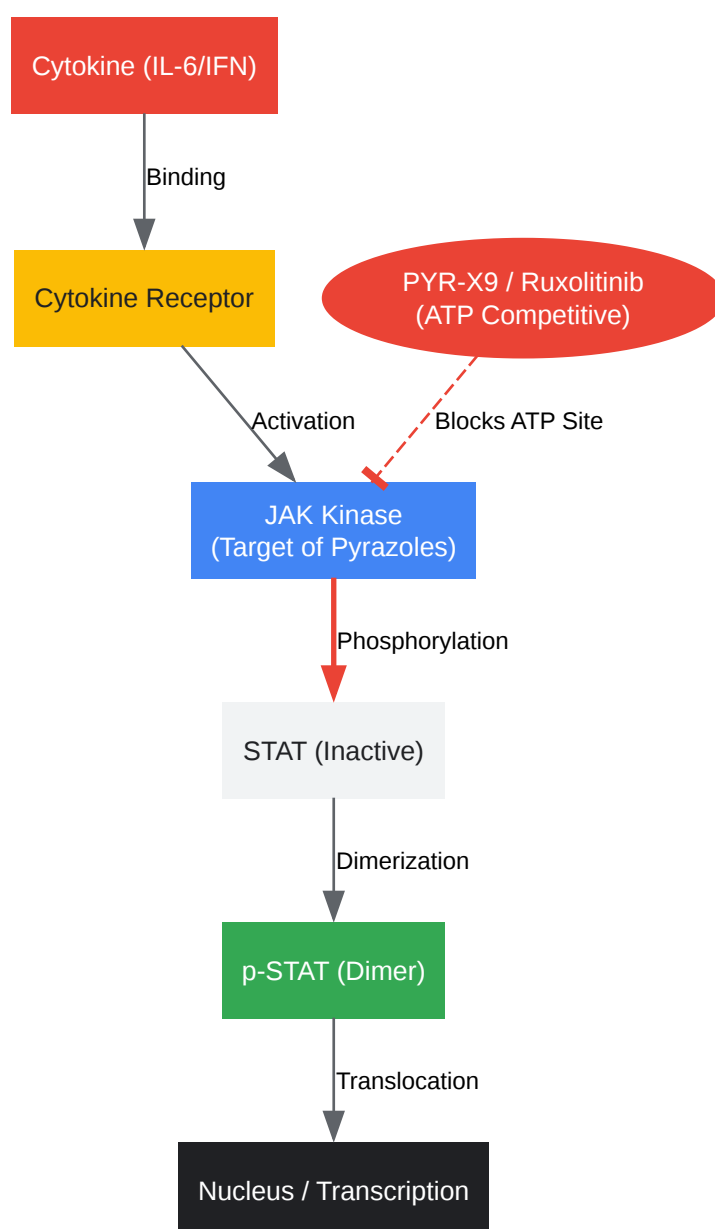 Cytokine (IL-6/IFN)
Binding
Cytokine Receptor
PYR-X9 / Ruxolitinib
(ATP Competitive)
Activation
Blocks ATP Site
JAK Kinase
(Target of Pyrazoles)
Phosphorylation
STAT (Inactive)
Dimerization
p-STAT (Dimer)
Translocation
Nucleus / Transcription